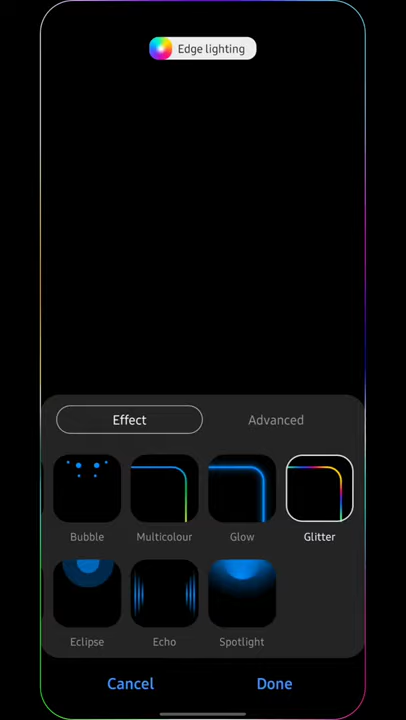 Edge lighting
Effect
Advanced
Bubble
Multicolour
Glow
Glitter
Eclipse
Echo
Spotlight
Cancel
Done